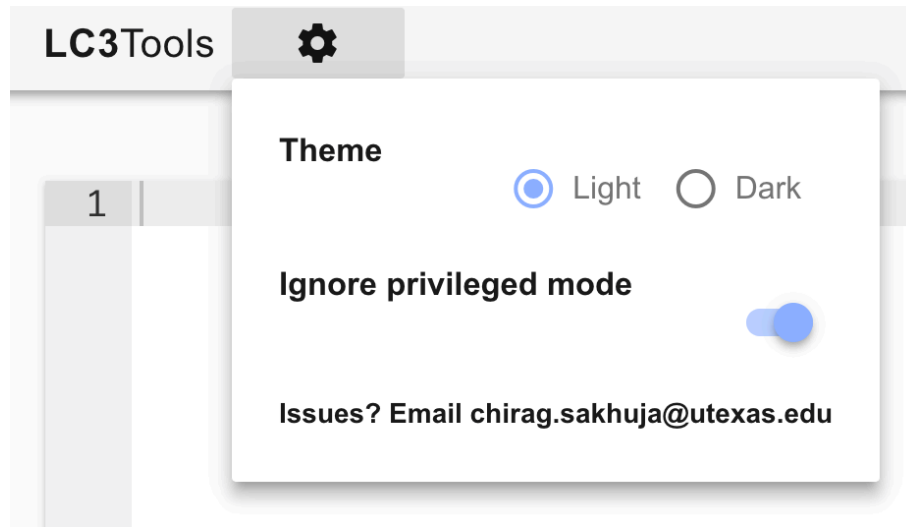 LC3Tools
Theme
Light Dark
1
Ignore privileged mode
Issues? Email chirag.sakhuja@utexas.edu